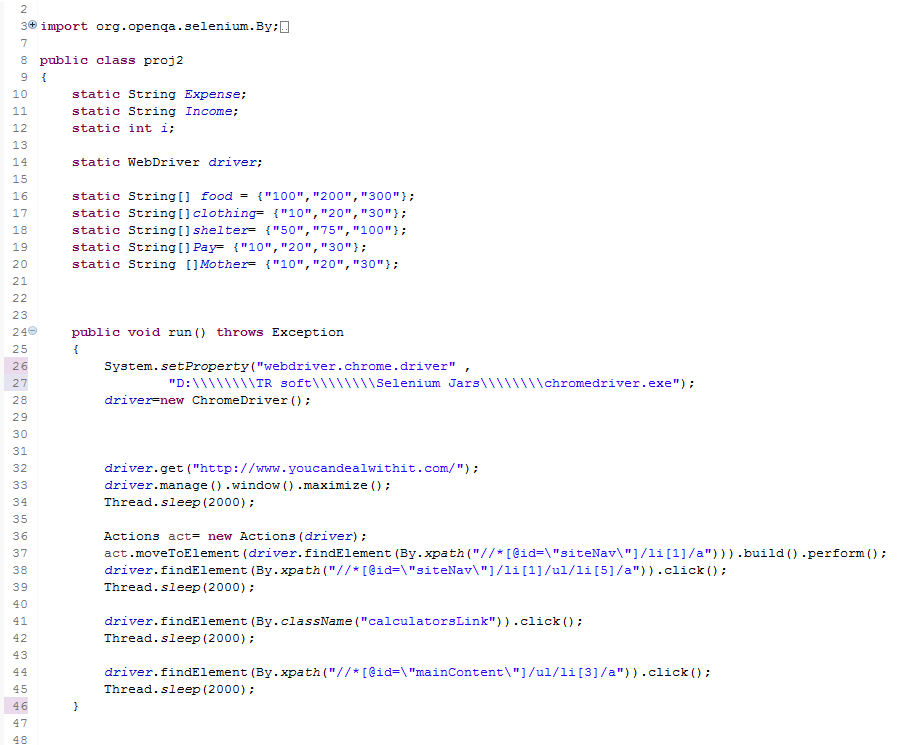 2
3 import org.openqa.selenium.By;
7
8 public class proj2
9 {
10 static String Expense;
11 static String Income;
12 static int i;
13
14 static WebDriver driver;
15
16 static String[] food = {"100","200","300"};
17 static String[]clothing= {"10","20","30"};
18 static String[]shelter= {"50","75","100"};
19 static String[]Pay= {"10","20","30"};
20 static String []Mother= {"10","20","30"};
21
22
23
24 public void run() throws Exception
25 {
26 System.setProperty("webdriver.chrome.driver" ,
27 "D:\\\\\\\\TR soft\\\\\\\\Selenium Jars\\\\\\\\chromedriver.exe");
28 driver=new ChromeDriver();
29
30
31
32 driver.get("http://www.youcandealwithit.com/");
33 driver.manage().window().maximize();
34 Thread.sleep(2000);
35
36 Actions act= new Actions(driver);
37 act.moveToElement(driver.findElement(By.xpath("//*[@id=\"siteNav\"]/li[1]/a"))).build().perform();
38 driver.findElement(By.xpath("//*[@id=\"siteNav\"]/li[1]/ul/li[5]/a")).click();
39 Thread.sleep(2000);
40
41 driver.findElement(By.className("calculatorsLink")).click();
42 Thread.sleep(2000);
43
44 driver.findElement(By.xpath("//*[@id=\"mainContent\"]/ul/li[3]/a")).click();
45 Thread.sleep(2000);
46 }
47
48